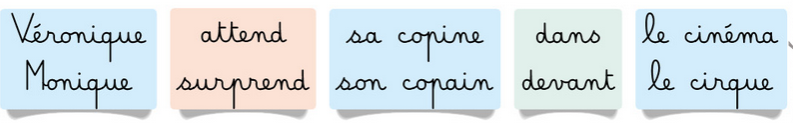 Véronique attend sa copine dans le cinéma
Monique surprend son copain devant le cirque